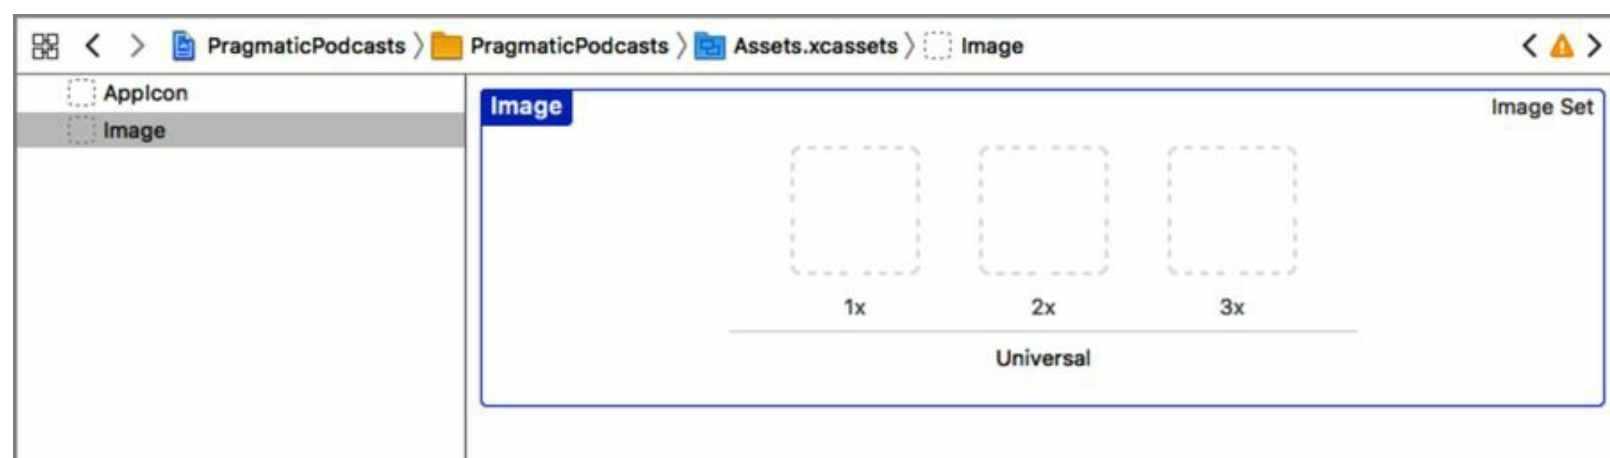 PragmaticPodcasts 〉 PragmaticPodcasts 〉 Assets.xcassets 〉 Image
AppIcon
Image
Image
Image Set
1x 2x 3x
Universal